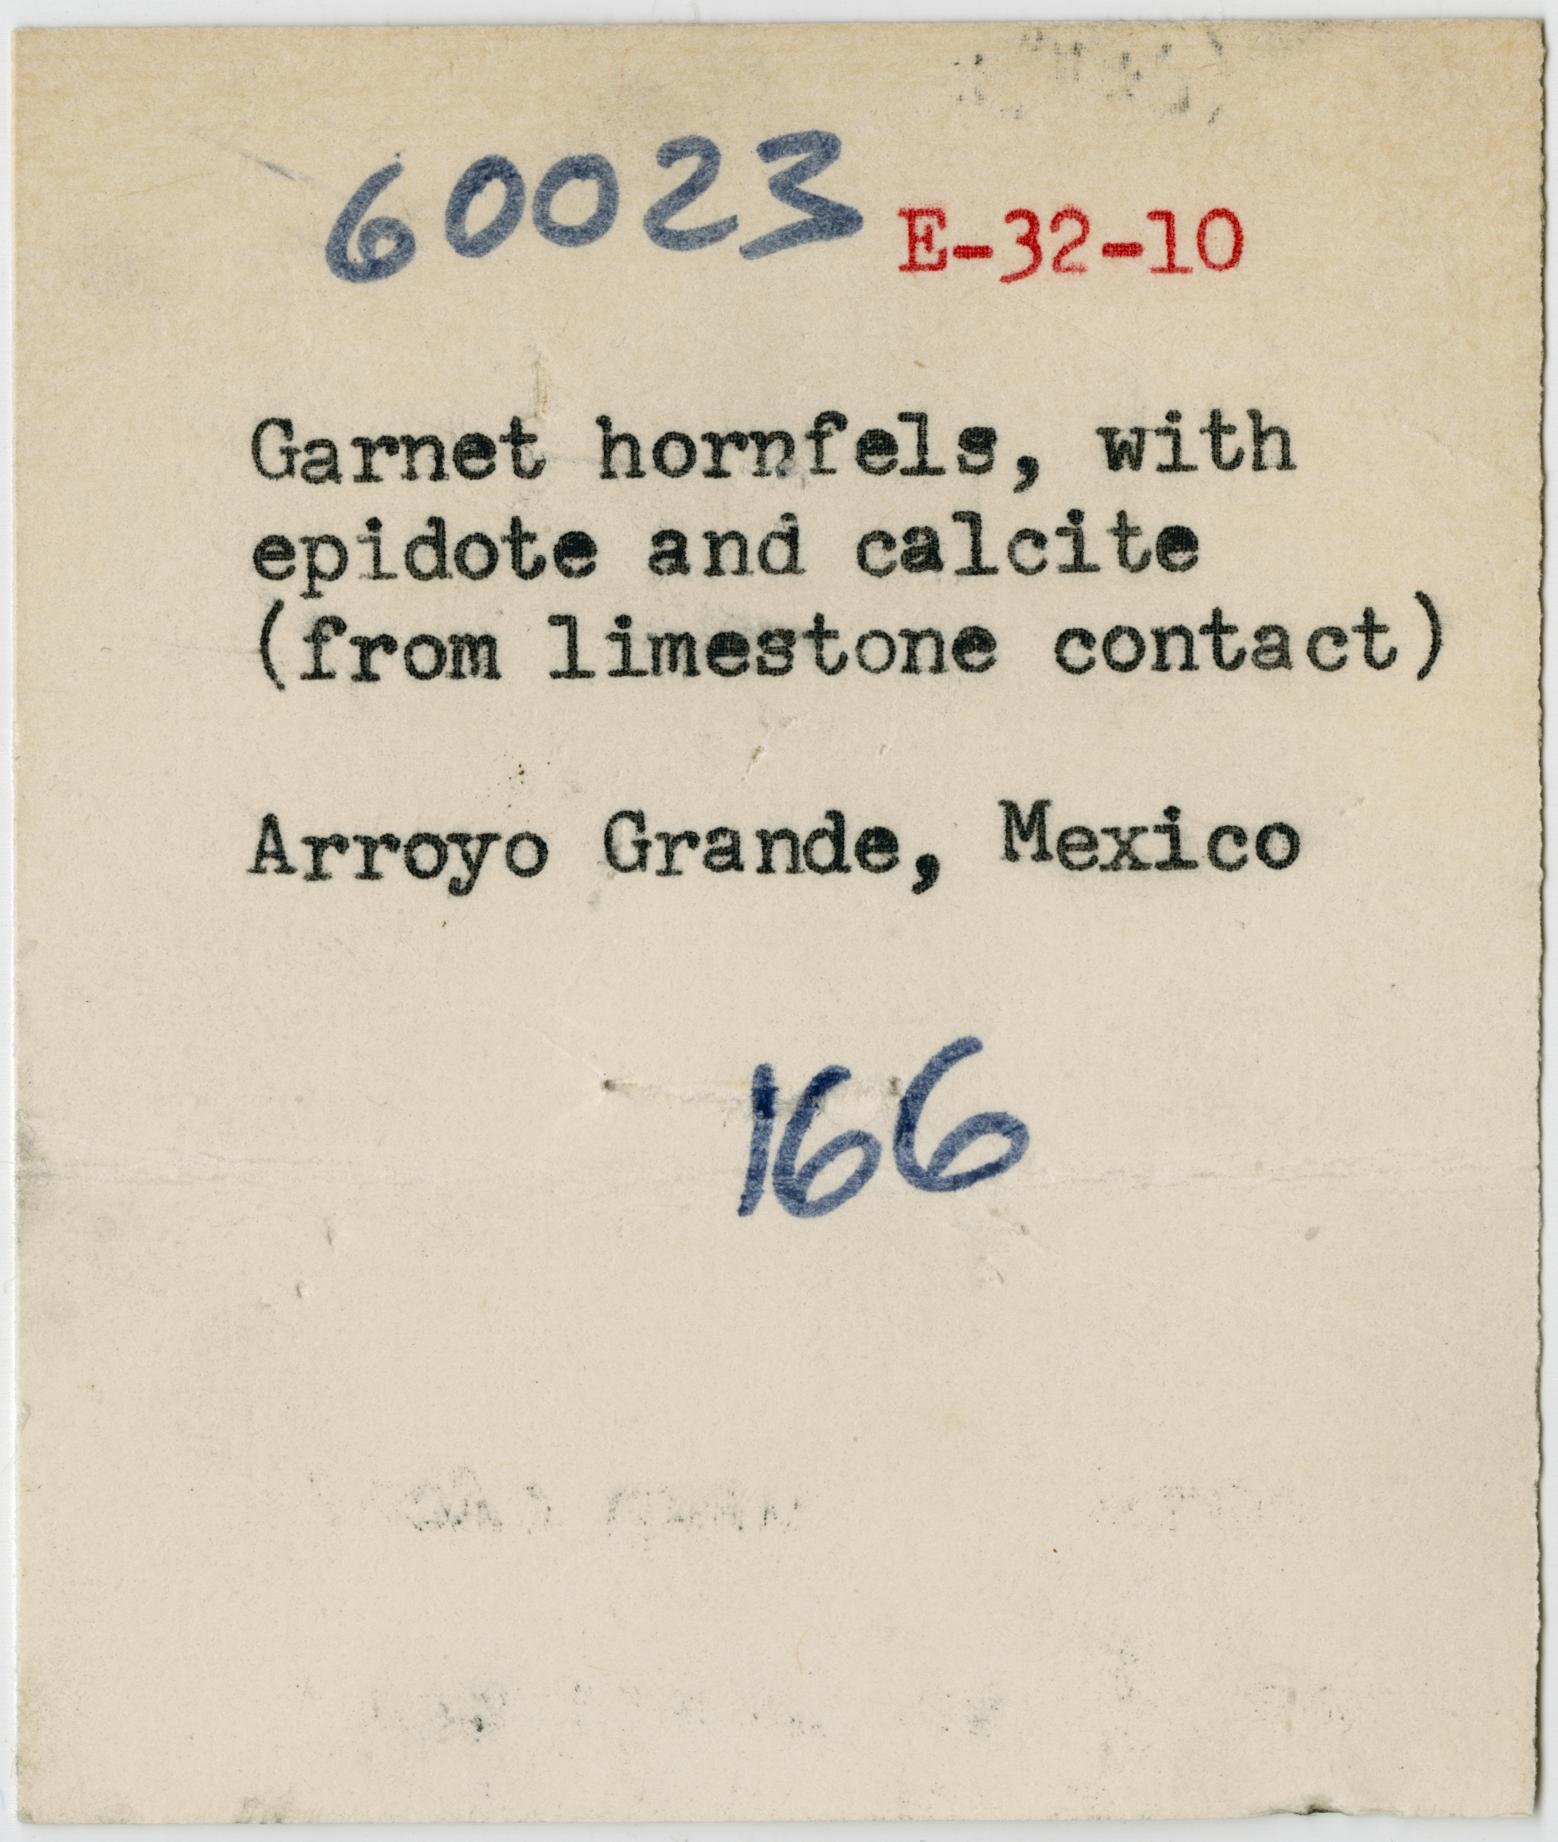 60023 E-32-10
Garnet hornfels, with
epidote and calcite
(from limestone contact)
Arroyo Grande, Mexico
166